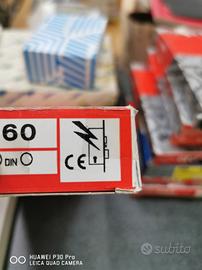 60
DIN
CE
HUAWEI P30 Pro
LEICA QUAD CAMERA
subito